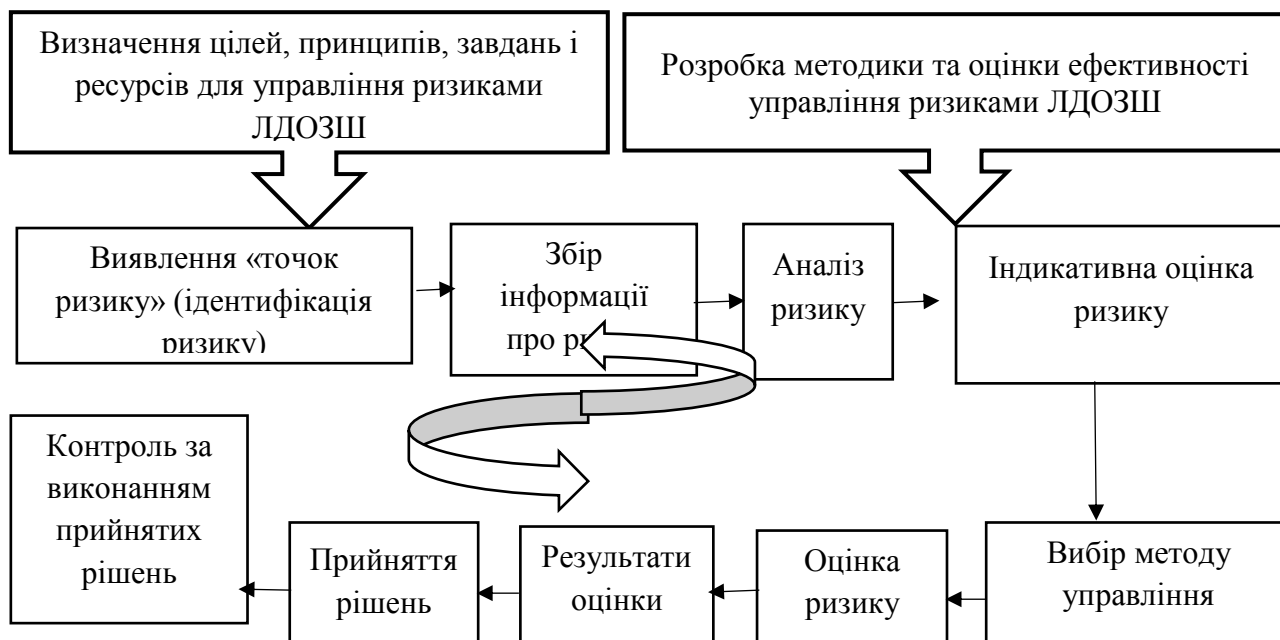 Визначення цілей, принципів, завдань і
ресурсів для управління ризиками
ЛДОЗШ
Розробка методики та оцінки ефективності
управління ризиками ЛДОЗШ
Виявлення «точок
ризику» (ідентифікація
ризику)
Збір
інформації
про
Аналіз
ризику
Індикативна оцінка
ризику
Контроль за
виконанням
прийнятих
рішень
Прийняття
рішень
Результати
оцінки
Оцінка
ризику
Вибір методу
управління